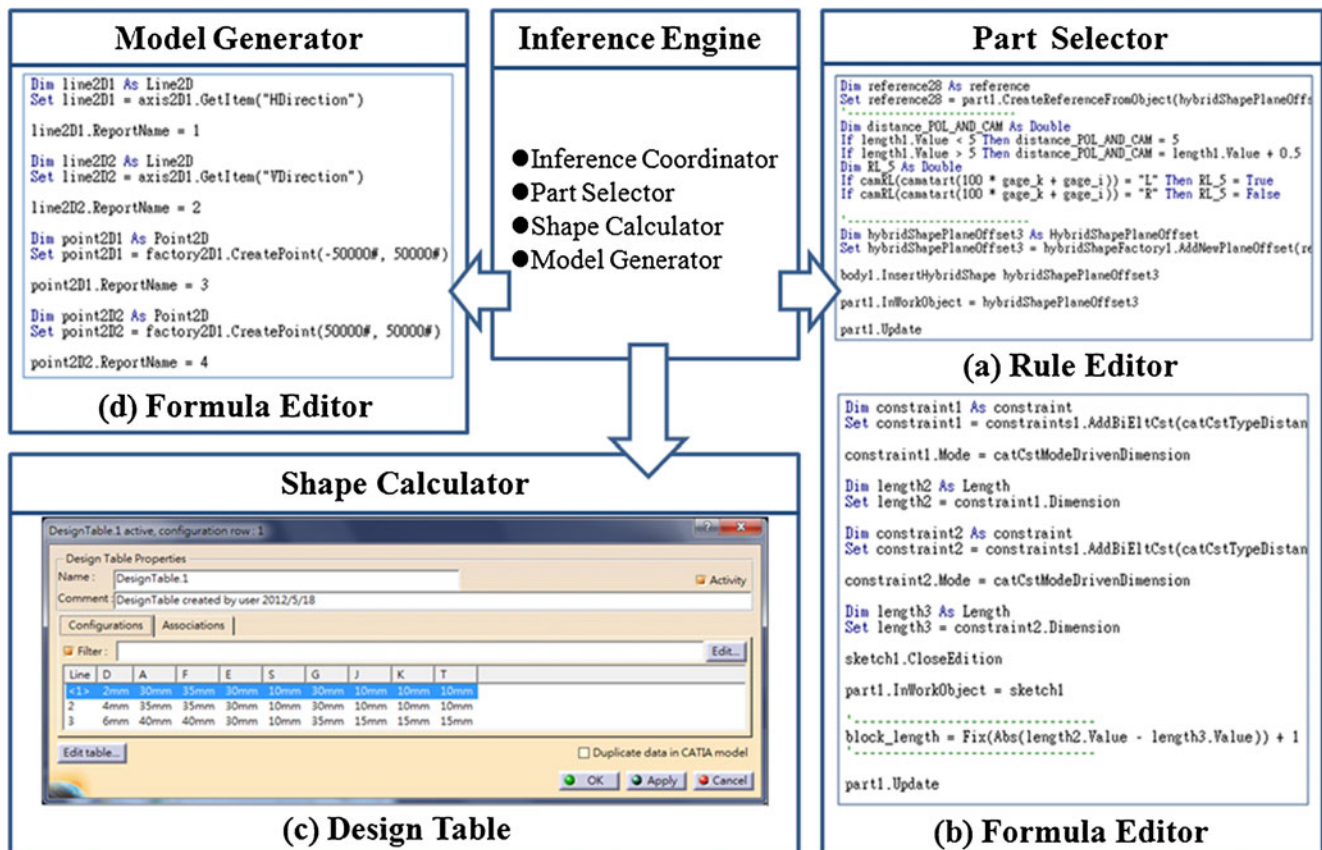 Model Generator
Dim line2D1 As Line2D
Set line2D1 = axis2D1.GetItem("HDirection")
line2D1.ReportName = 1
Dim line2D2 As Line2D
Set line2D2 = axis2D1.GetItem("VDirection")
line2D2.ReportName = 2
Dim point2D1 As Point2D
Set point2D1 = factory2D1.CreatePoint(-50000#, 50000#)
point2D1.ReportName = 3
Dim point2D2 As Point2D
Set point2D2 = factory2D1.CreatePoint(50000#, 50000#)
point2D2.ReportName = 4
(d) Formula Editor
Inference Engine
●Inference Coordinator
●Part Selector
●Shape Calculator
●Model Generator
Part Selector
Dim reference28 As reference
Set reference28 = part1.CreateReferenceFromObject(hybridShapePlaneOffs
'-------------------------
Dim distance_POL_AND_CAM As Double
If length1.Value < 5 Then distance_POL_AND_CAM = 5
If length1.Value > 5 Then distance_POL_AND_CAM = length1.Value + 0.5
Dim RL_5 As Double
If camRL(camatart(100 * gage_k + gage_i)) = "L" Then RL_5 = True
If camRL(camatart(100 * gage_k + gage_i)) = "R" Then RL_5 = False
'---------------------------
Dim hybridShapePlaneOffset3 As HybridShapePlaneOffset
Set hybridShapePlaneOffset3 = hybridShapeFactory1.AddNewPlaneOffset(re
body1.InsertHybridShape hybridShapePlaneOffset3
part1.InWorkObject = hybridShapePlaneOffset3
part1.Update
(a) Rule Editor
Dim constraint1 As constraint
Set constraint1 = constraints1.AddBiEltCst(catCstTypeDistan
constraint1.Mode = catCstModeDrivenDimension
Dim length2 As Length
Set length2 = constraint1.Dimension
Dim constraint2 As constraint
Set constraint2 = constraints1.AddBiEltCst(catCstTypeDistan
constraint2.Mode = catCstModeDrivenDimension
Dim length3 As Length
Set length3 = constraint2.Dimension
sketch1.CloseEdition
part1.InWorkObject = sketch1
'-------------------------------
block_length = Fix(Abs(length2.Value - length3.Value)) + 1
'-------------------------------
part1.Update
(b) Formula Editor
Shape Calculator
DesignTable.1 active, configuration row : 1
Design Table Properties
Name : DesignTable.1 Activity
Comment : DesignTable created by user 2012/5/18
Configurations Associations
Filter : Edit...
Line D A F E S G J K T
<1> 2mm 30mm 35mm 30mm 10mm 30mm 10mm 10mm 10mm
2 4mm 35mm 35mm 30mm 10mm 30mm 10mm 10mm 10mm
3 6mm 40mm 40mm 30mm 10mm 35mm 15mm 15mm 15mm
Edit table... Duplicate data in CATIA model
OK Apply Cancel
(c) Design Table